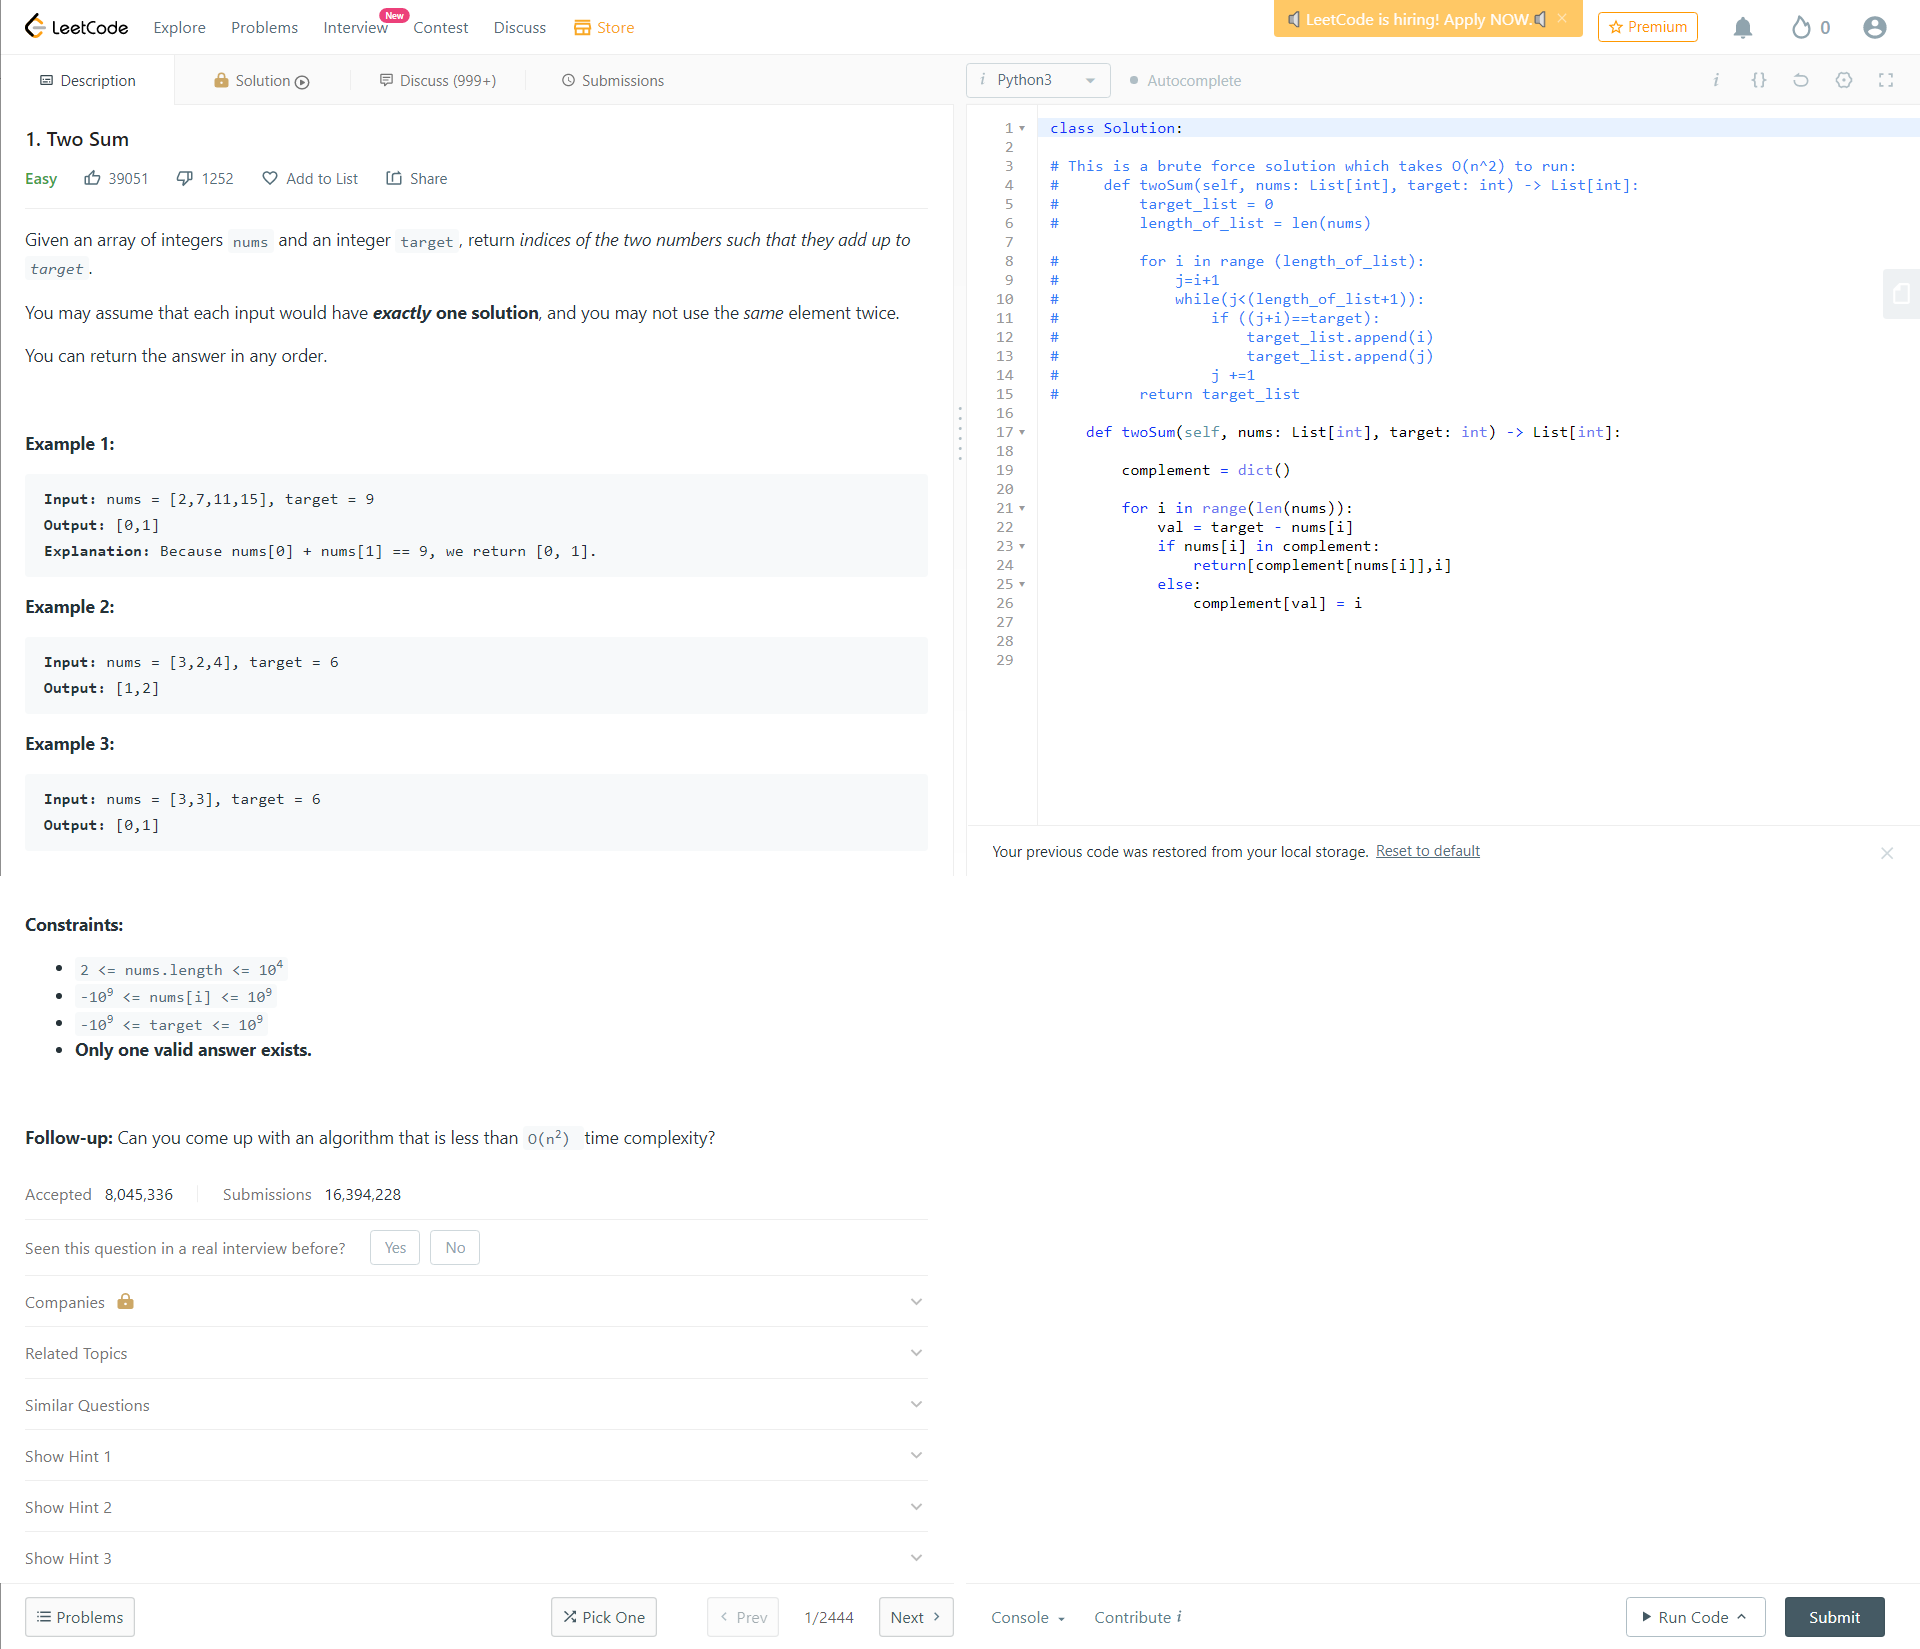 LeetCode Explore Problems Interview New Contest Discuss Store LeetCode is hiring! Apply NOW. Premium 0
Description Solution Discuss (999+) Submissions
1. Two Sum
Easy 39051 1252 Add to List Share
Given an array of integers nums and an integer target, return indices of the two numbers such that they add up to
target.
You may assume that each input would have exactly one solution, and you may not use the same element twice.
You can return the answer in any order.
Example 1:
Input: nums = [2,7,11,15], target = 9
Output: [0,1]
Explanation: Because nums[0] + nums[1] == 9, we return [0, 1].
Example 2:
Input: nums = [3,2,4], target = 6
Output: [1,2]
Example 3:
Input: nums = [3,3], target = 6
Output: [0,1]
Constraints:
2 <= nums.length <= 10⁴
-10⁹ <= nums[i] <= 10⁹
-10⁹ <= target <= 10⁹
Only one valid answer exists.
Follow-up: Can you come up with an algorithm that is less than O(n²) time complexity?
Accepted 8,045,336 Submissions 16,394,228
Seen this question in a real interview before? Yes No
Companies
Related Topics
Similar Questions
Show Hint 1
Show Hint 2
Show Hint 3
Problems Pick One Prev 1/2444 Next
i Python3 Autocomplete i {}
1 class Solution:
2
3 # This is a brute force solution which takes O(n^2) to run:
4 #     def twoSum(self, nums: List[int], target: int) -> List[int]:
5 #         target_list = 0
6 #         length_of_list = len(nums)
7
8 #         for i in range (length_of_list):
9 #             j=i+1
10 #             while(j<(length_of_list+1)):
11 #                 if ((j+i)==target):
12 #                     target_list.append(i)
13 #                     target_list.append(j)
14 #                 j +=1
15 #         return target_list
16
17     def twoSum(self, nums: List[int], target: int) -> List[int]:
18
19         complement = dict()
20
21         for i in range(len(nums)):
22             val = target - nums[i]
23             if nums[i] in complement:
24                 return[complement[nums[i]],i]
25             else:
26                 complement[val] = i
27
28
29
Your previous code was restored from your local storage. Reset to default
Console Contribute i Run Code Submit